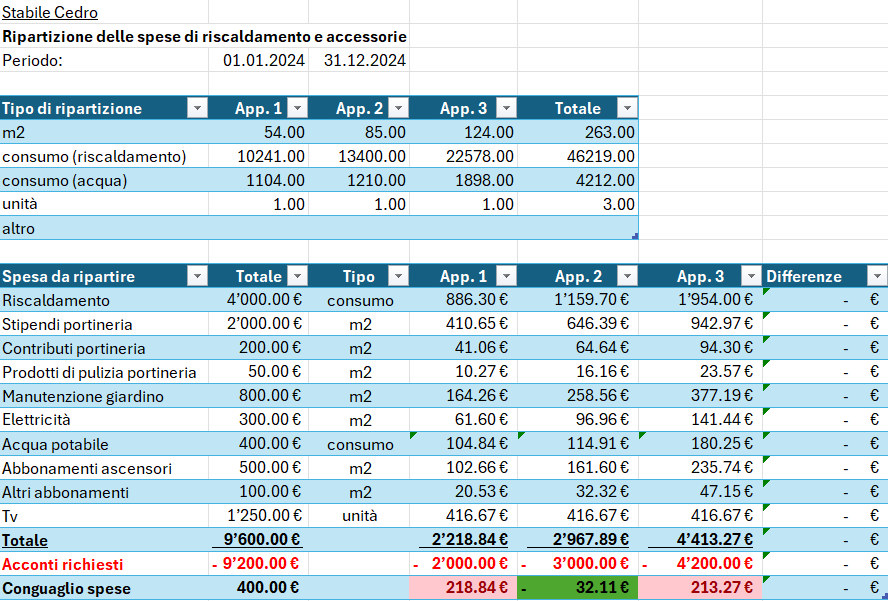 Stabile Cedro
Ripartizione delle spese di riscaldamento e accessorie
Periodo: 01.01.2024 31.12.2024
Tipo di ripartizione App. 1 App. 2 App. 3 Totale
m2 54.00 85.00 124.00 263.00
consumo (riscaldamento) 10241.00 13400.00 22578.00 46219.00
consumo (acqua) 1104.00 1210.00 1898.00 4212.00
unità 1.00 1.00 1.00 3.00
altro
Spesa da ripartire Totale Tipo App. 1 App. 2 App. 3 Differenze
Riscaldamento 4’000.00 € consumo 886.30 € 1’159.70 € 1’954.00 € - €
Stipendi portineria 2’000.00 € m2 410.65 € 646.39 € 942.97 € - €
Contributi portineria 200.00 € m2 41.06 € 64.64 € 94.30 € - €
Prodotti di pulizia portineria 50.00 € m2 10.27 € 16.16 € 23.57 € - €
Manutenzione giardino 800.00 € m2 164.26 € 258.56 € 377.19 € - €
Elettricità 300.00 € m2 61.60 € 96.96 € 141.44 € - €
Acqua potabile 400.00 € consumo 104.84 € 114.91 € 180.25 € - €
Abbonamenti ascensori 500.00 € m2 102.66 € 161.60 € 235.74 € - €
Altri abbonamenti 100.00 € m2 20.53 € 32.32 € 47.15 € - €
Tv 1’250.00 € unità 416.67 € 416.67 € 416.67 € - €
Totale 9’600.00 € 2’218.84 € 2’967.89 € 4’413.27 € - €
Acconti richiesti - 9’200.00 € - 2’000.00 € - 3’000.00 € - 4’200.00 € - €
Conguaglio spese 400.00 € 218.84 € - 32.11 € 213.27 € - €